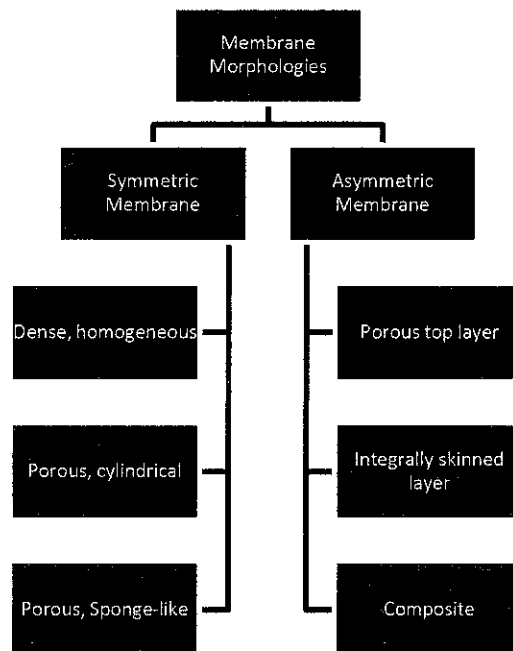 Membrane
Morphologies
Symmetric
Membrane
Asymmetric
Membrane
Dense, homogeneous
Porous top layer
Porous, cylindrical
Integrally skinned
layer
Porous, Sponge-like
Composite